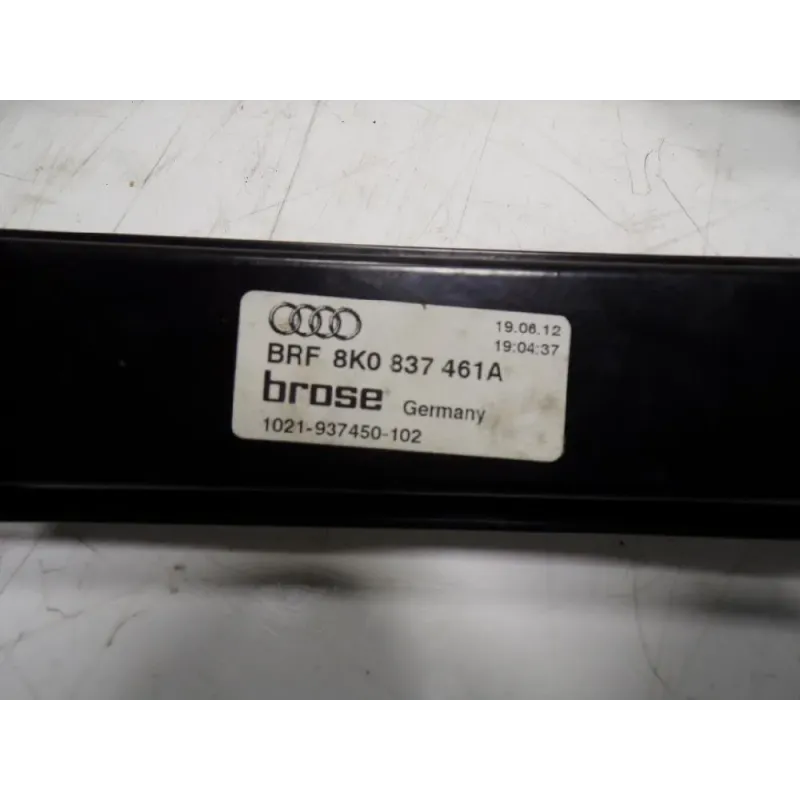 19.06.12
19:04:37
BRF 8K0 837 461A
brose Germany
1021-937450-102